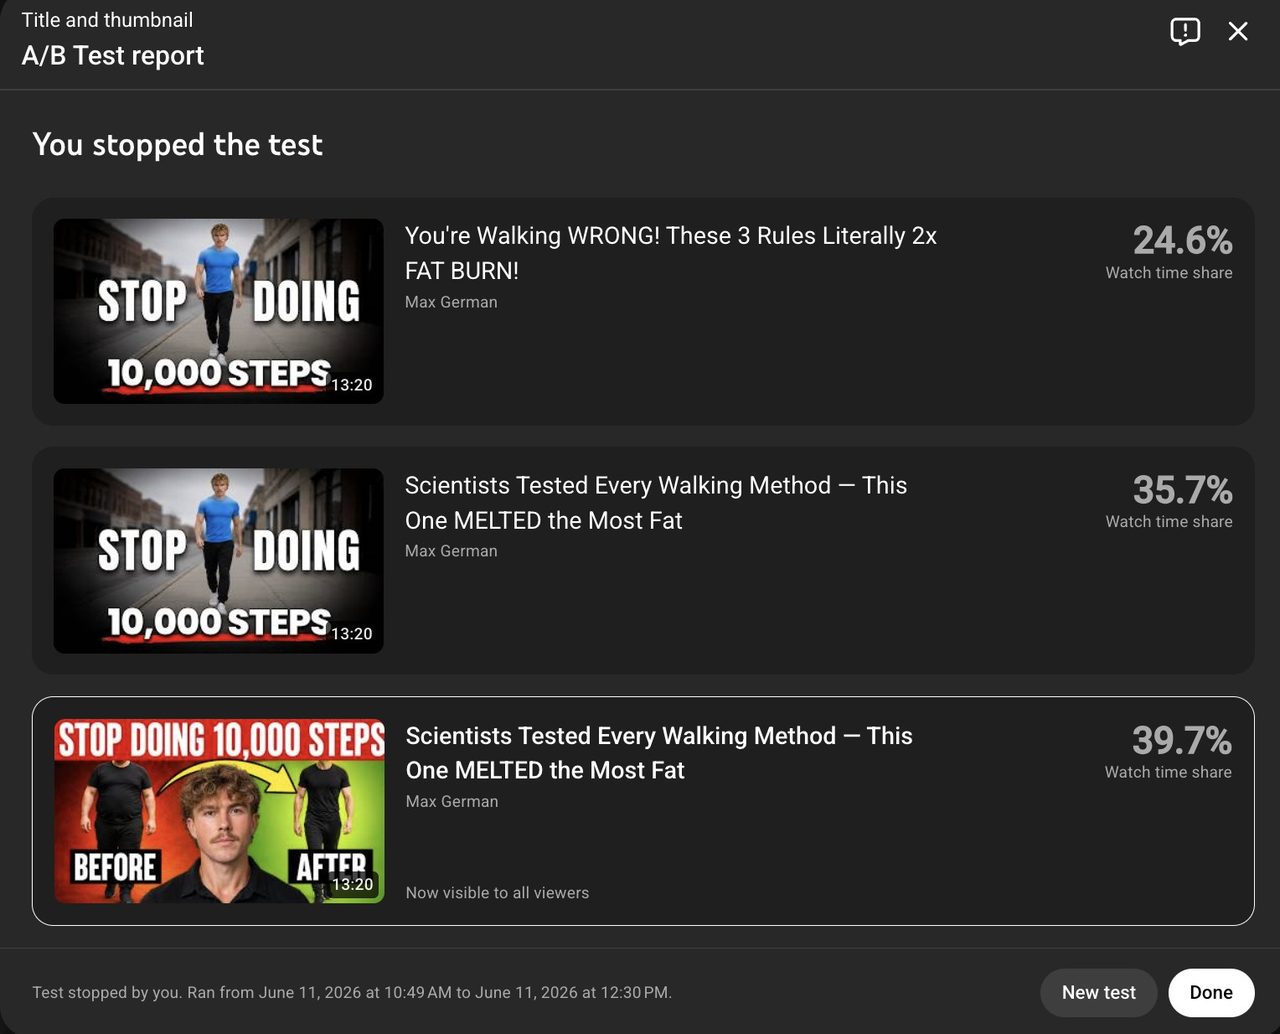 Title and thumbnail
A/B Test report
You stopped the test
STOP DOING
10,000 STEPS
13:20
You're Walking WRONG! These 3 Rules Literally 2x
FAT BURN!
Max German
24.6%
Watch time share
STOP DOING
10,000 STEPS
13:20
Scientists Tested Every Walking Method — This
One MELTED the Most Fat
Max German
35.7%
Watch time share
STOP DOING 10,000 STEPS
BEFORE
AFTER
13:20
Scientists Tested Every Walking Method — This
One MELTED the Most Fat
Max German
Now visible to all viewers
39.7%
Watch time share
Test stopped by you. Ran from June 11, 2026 at 10:49 AM to June 11, 2026 at 12:30 PM.
New test
Done